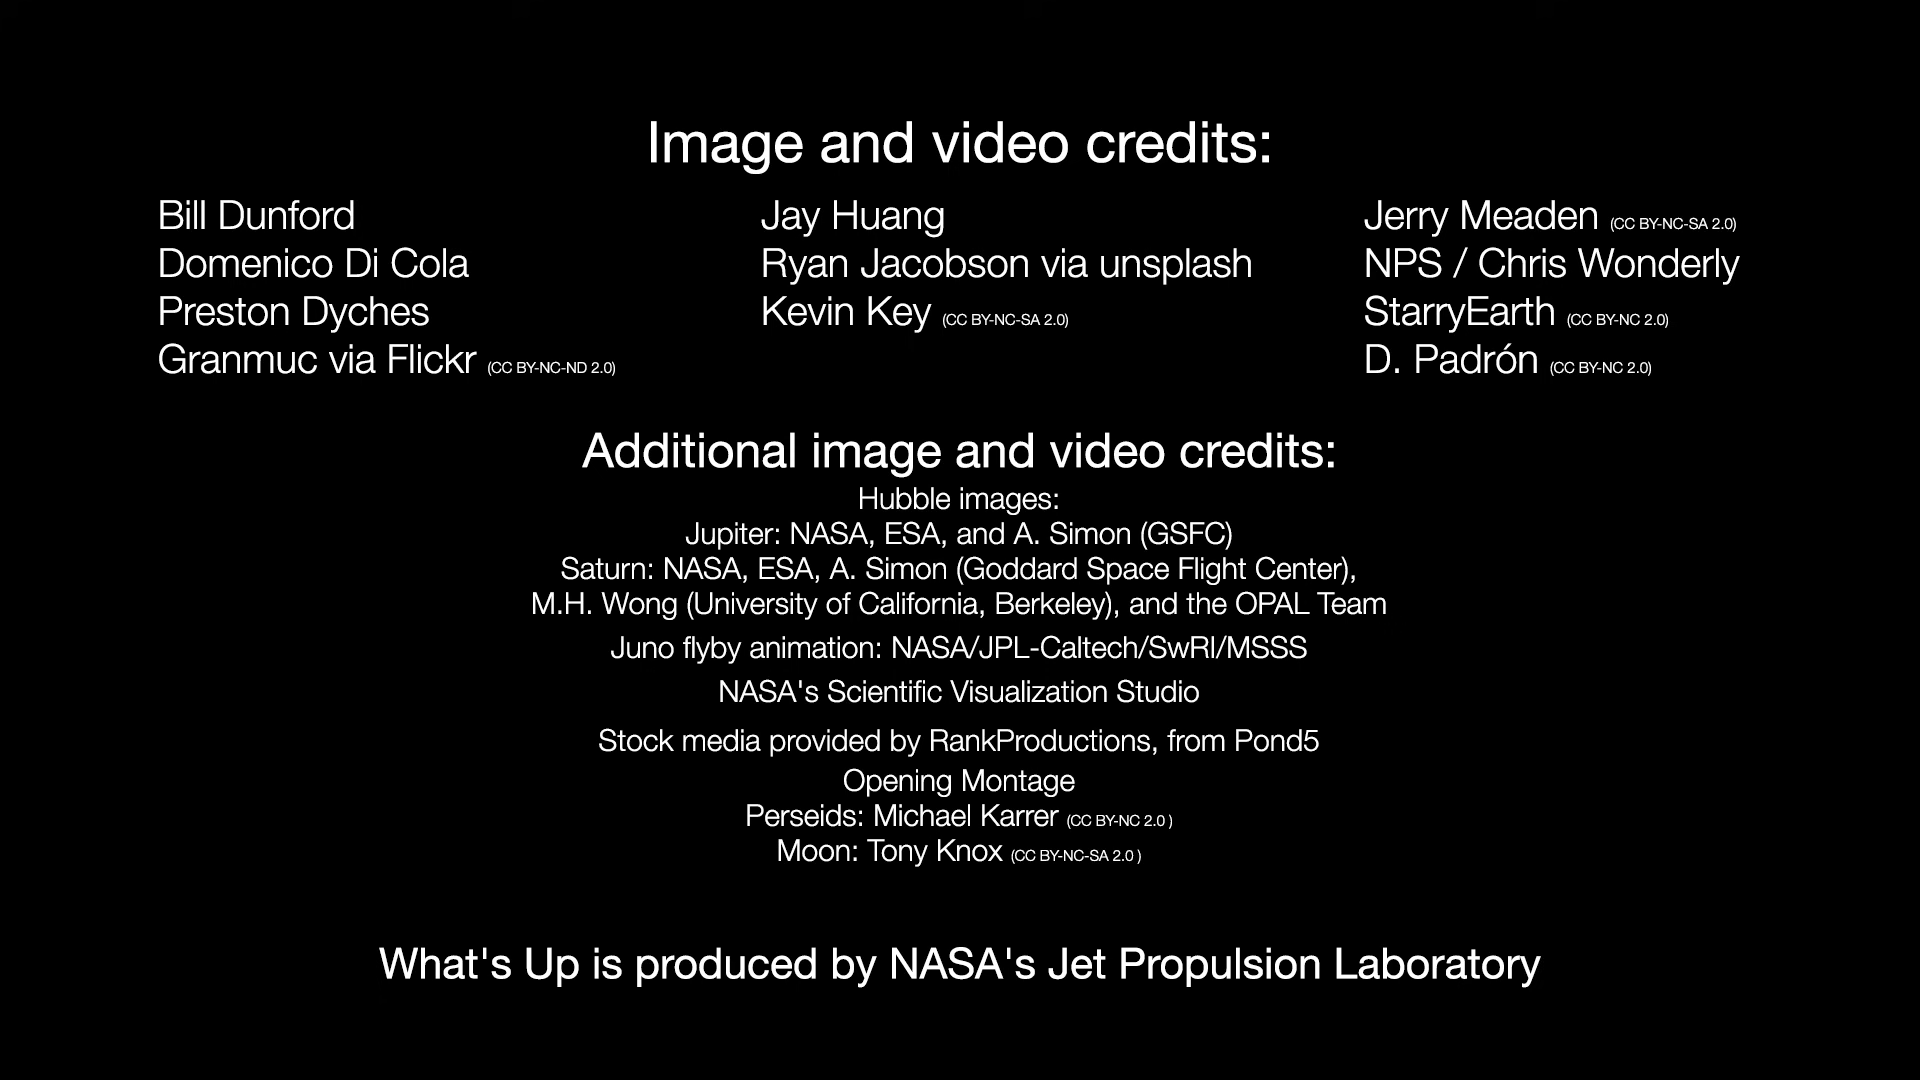 Image and video credits:
Bill Dunford
Domenico Di Cola
Preston Dyches
Granmuc via Flickr (CC BY-NC-ND 2.0)
Jay Huang
Ryan Jacobson via unsplash
Kevin Key (CC BY-NC-SA 2.0)
Jerry Meaden (CC BY-NC-SA 2.0)
NPS / Chris Wonderly
StarryEarth (CC BY-NC 2.0)
D. Padrón (CC BY-NC 2.0)
Additional image and video credits:
Hubble images:
Jupiter: NASA, ESA, and A. Simon (GSFC)
Saturn: NASA, ESA, A. Simon (Goddard Space Flight Center),
M.H. Wong (University of California, Berkeley), and the OPAL Team
Juno flyby animation: NASA/JPL-Caltech/SwRI/MSSS
NASA's Scientific Visualization Studio
Stock media provided by RankProductions, from Pond5
Opening Montage
Perseids: Michael Karrer (CC BY-NC 2.0 )
Moon: Tony Knox (CC BY-NC-SA 2.0 )
What's Up is produced by NASA's Jet Propulsion Laboratory